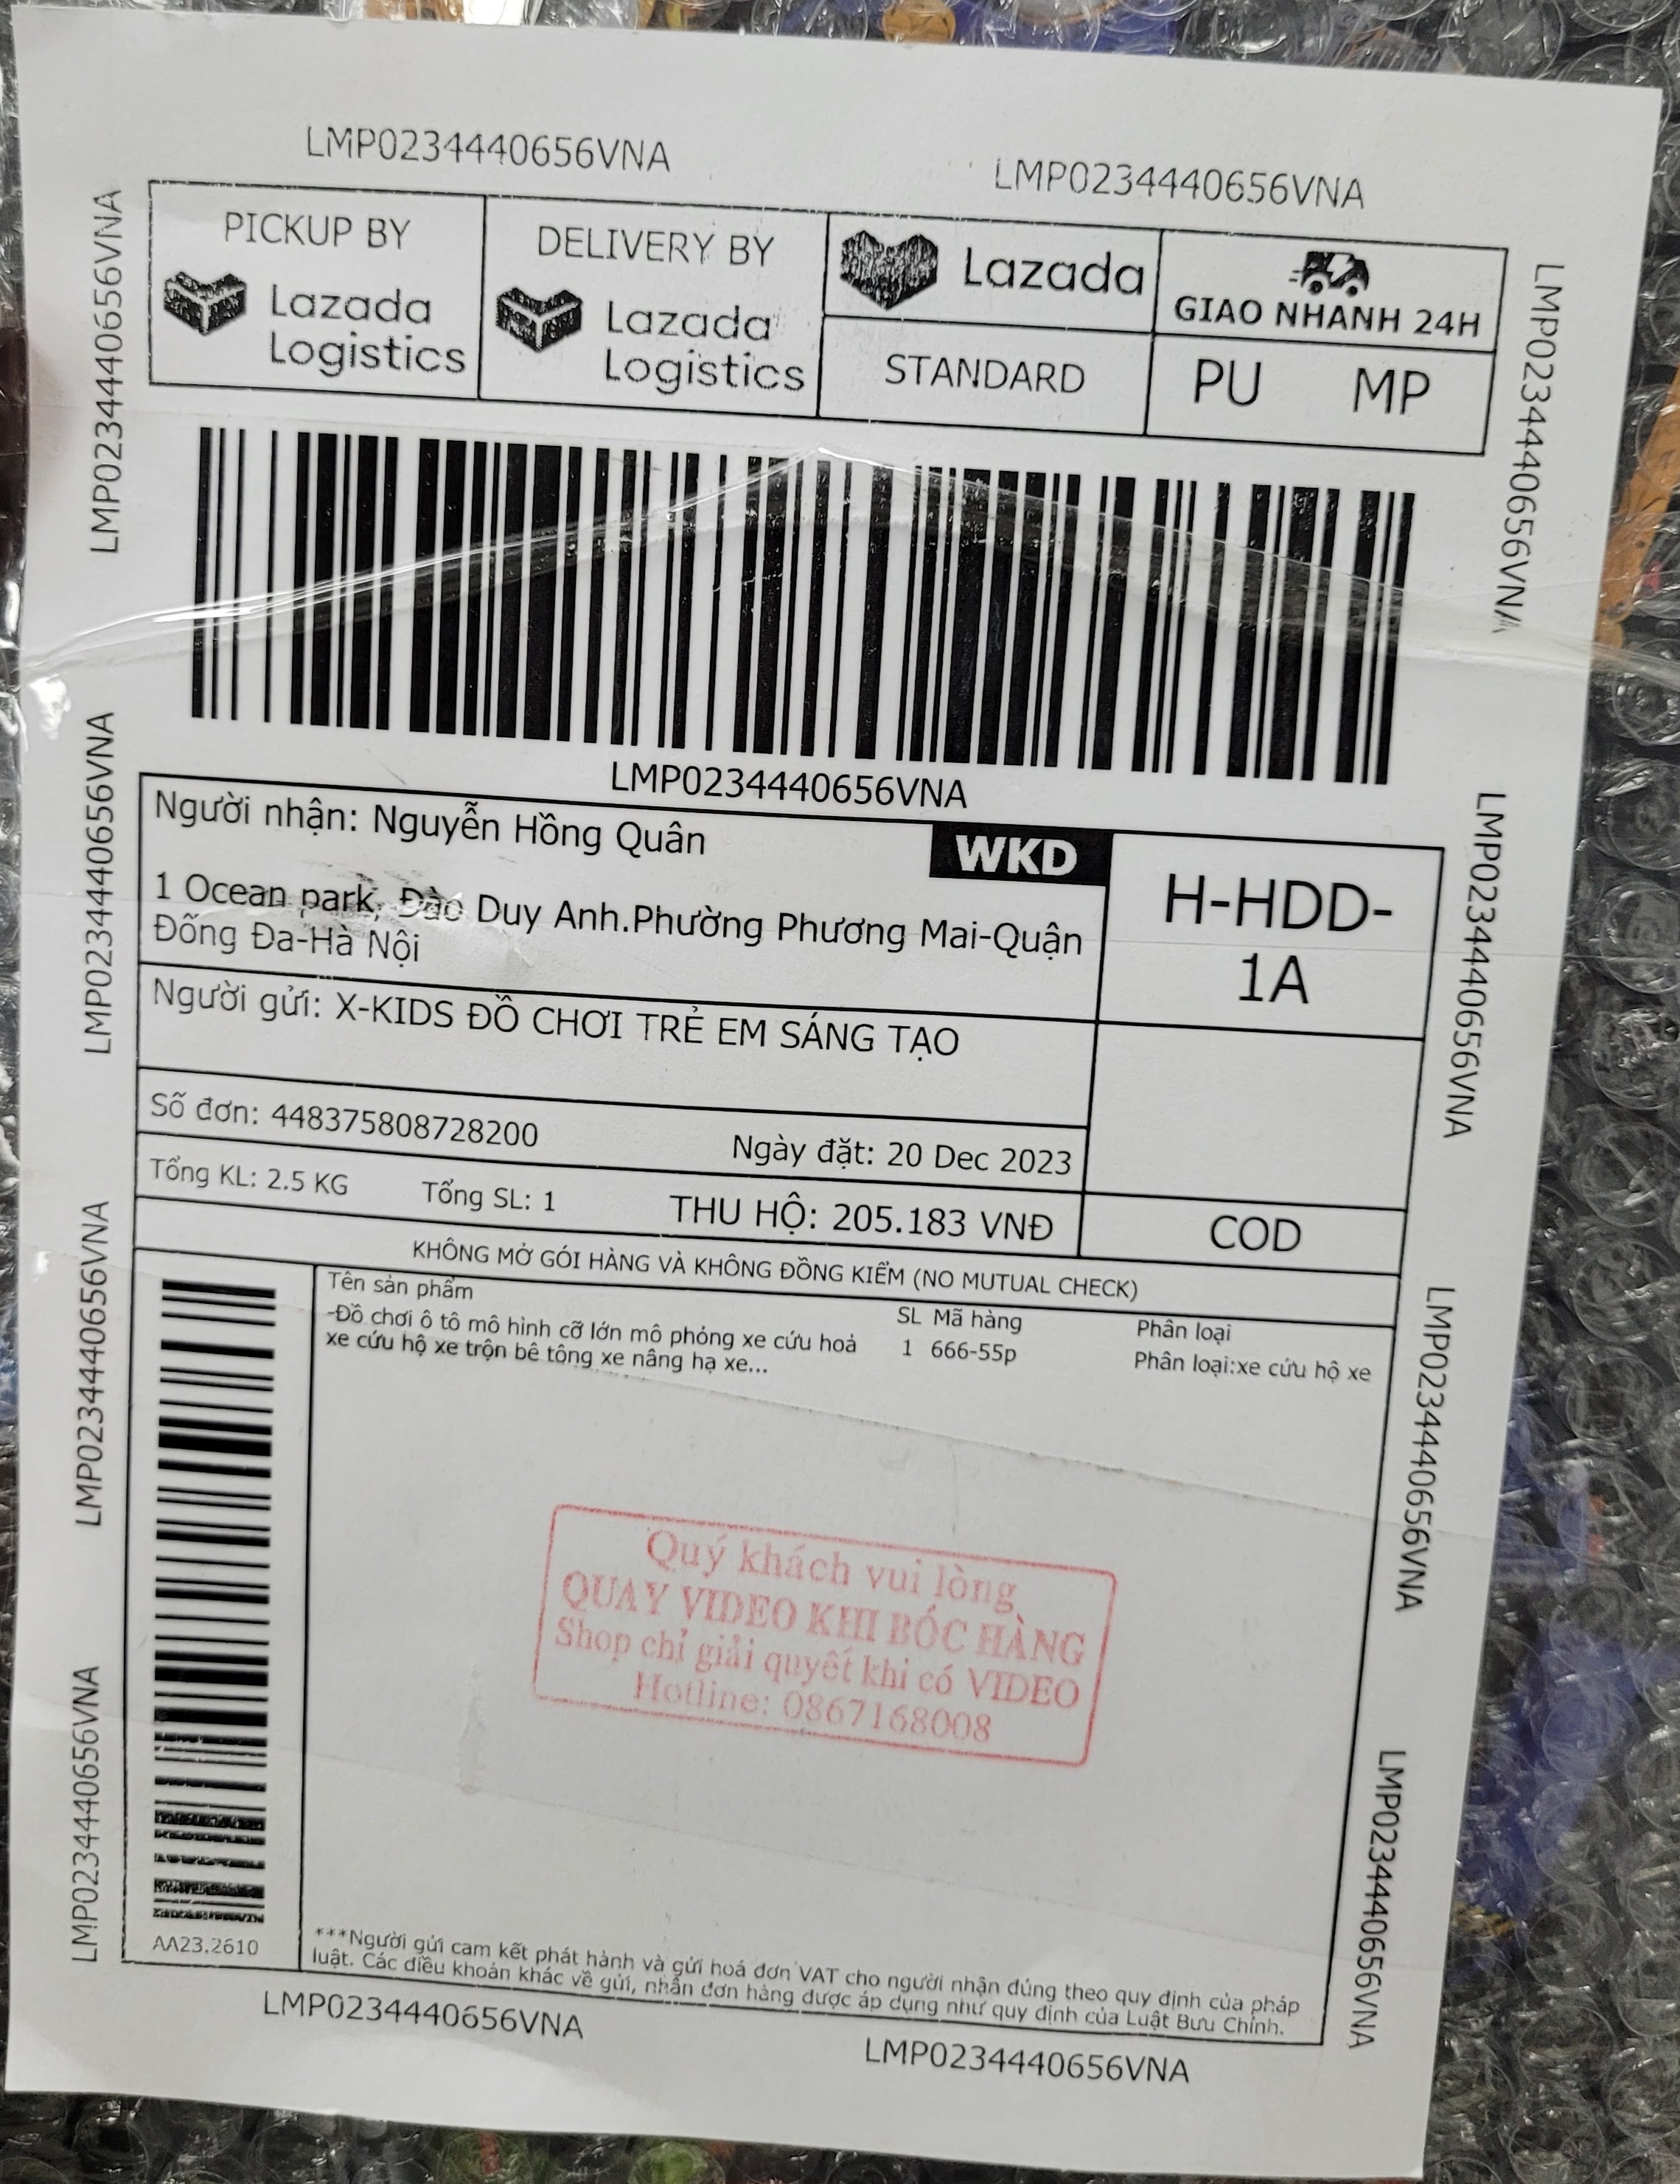 LMP0234440656VNA
LMP0234440656VNA
PICKUP BY
Lazada
Logistics
DELIVERY BY
Lazada
Logistics
Lazada
STANDARD
GIAO NHANH 24H
PU MP
LMP0234440656VNA
Người nhận: Nguyễn Hồng Quân
WKD
1 Ocean park, Đào Duy Anh.Phường Phương Mai-Quận
Đống Đa-Hà Nội
H-HDD-
1A
Người gửi: X-KIDS ĐỒ CHƠI TRẺ EM SÁNG TẠO
Số đơn: 448375808728200
Ngày đặt: 20 Dec 2023
Tổng KL: 2.5 KG
Tổng SL: 1
THU HỘ: 205.183 VNĐ
COD
KHÔNG MỞ GÓI HÀNG VÀ KHÔNG ĐỒNG KIỂM (NO MUTUAL CHECK)
Tên sản phẩm SL Mã hàng Phân loại
-Đồ chơi ô tô mô hình cỡ lớn mô phỏng xe cứu hoả 1 666-55p Phân loại:xe cứu hộ xe
xe cứu hộ xe trộn bê tông xe nâng hạ xe...
Quý khách vui lòng
QUAY VIDEO KHI BÓC HÀNG
Shop chỉ giải quyết khi có VIDEO
Hotline: 0867168008
AA23.2610
***Người gửi cam kết phát hành và gửi hoá đơn VAT cho người nhận đúng theo quy định của pháp
luật. Các điều khoản khác về gửi, nhận đơn hàng được áp dụng như quy định của Luật Bưu Chính.
LMP0234440656VNA
LMP0234440656VNA
LMP0234440656VNA
LMP0234440656VNA
LMP0234440656VNA
LMP0234440656VNA
LMP0234440656VNA
LMP0234440656VNA
LMP0234440656VNA
LMP0234440656VNA